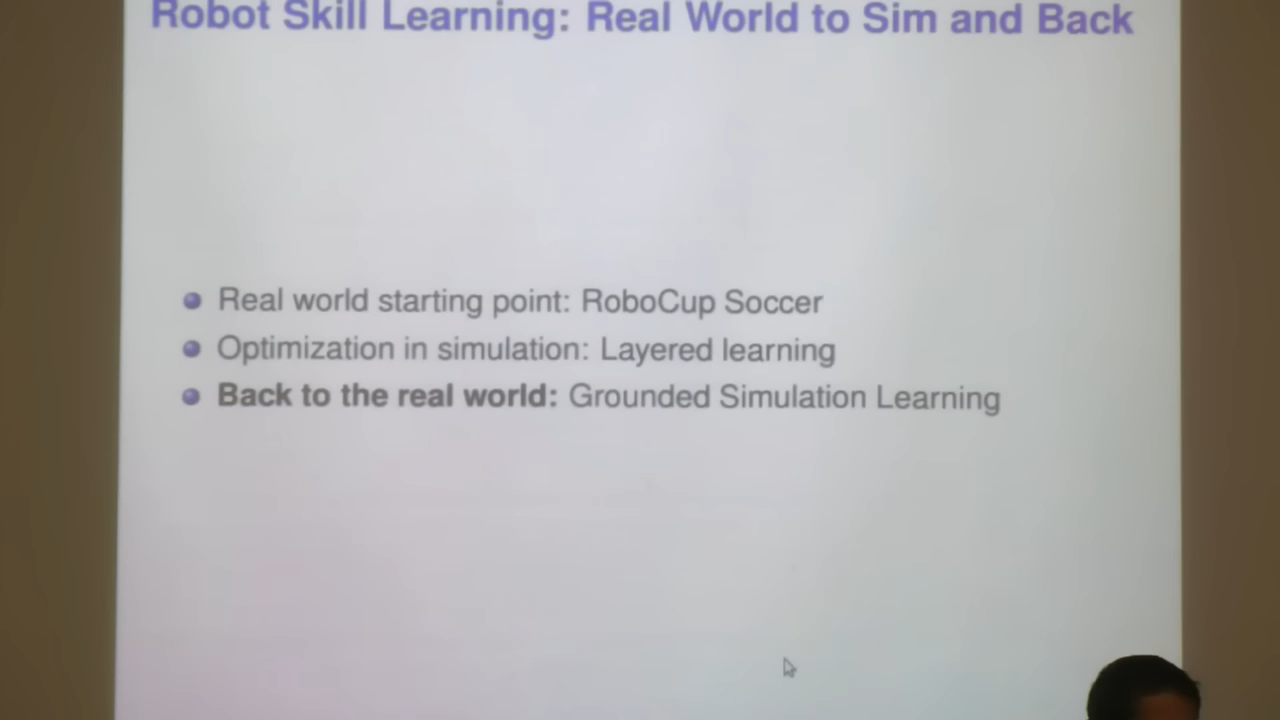 Robot Skill Learning: Real World to Sim and Back
Real world starting point: RoboCup Soccer
Optimization in simulation: Layered learning
Back to the real world: Grounded Simulation Learning